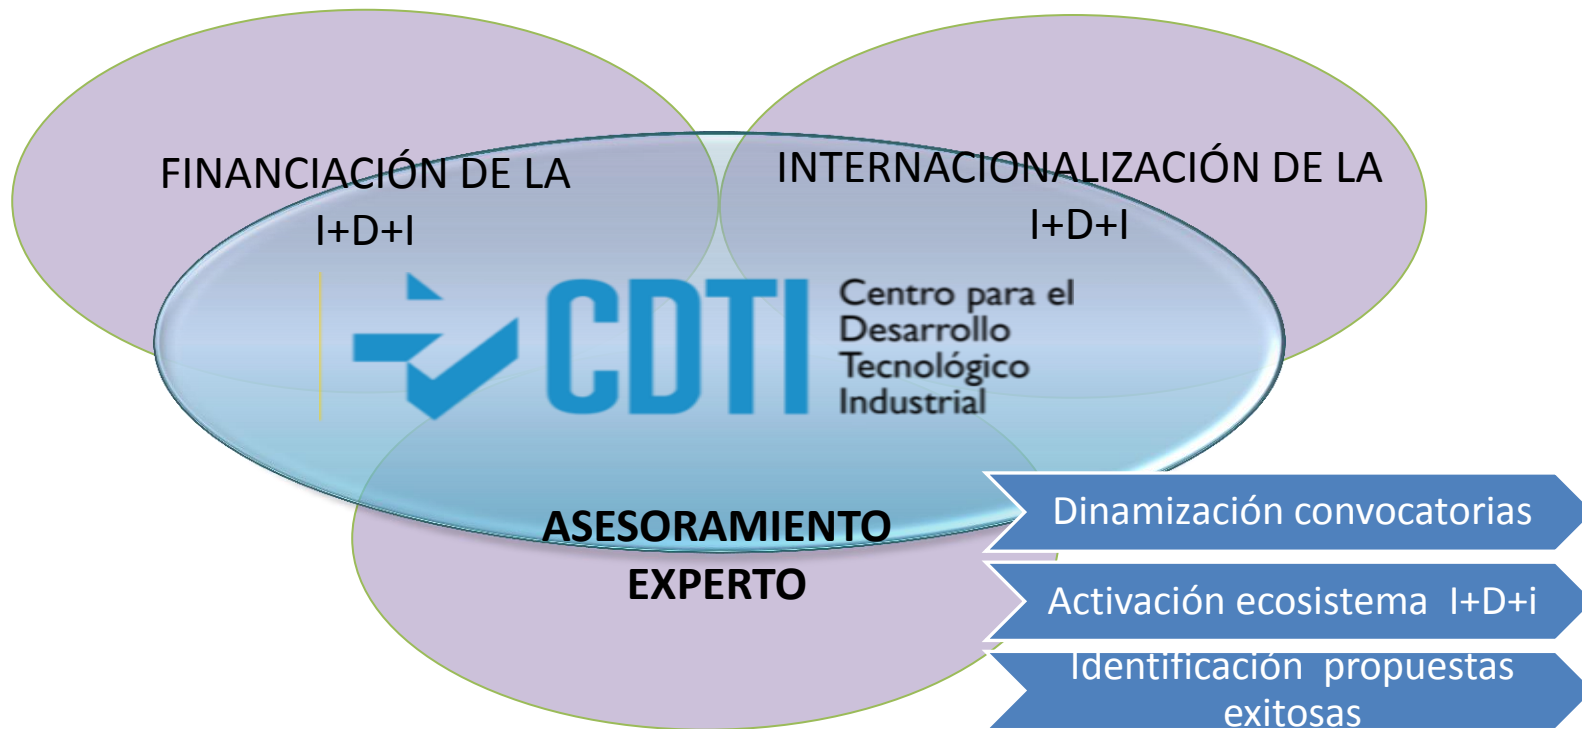 FINANCIACIÓN DE LA
I+D+I
INTERNACIONALIZACIÓN DE LA
I+D+I
CDTI
Centro para el
Desarrollo
Tecnológico
Industrial
ASESORAMIENTO
EXPERTO
Dinamización convocatorias
Activación ecosistema I+D+i
Identificación propuestas
exitosas